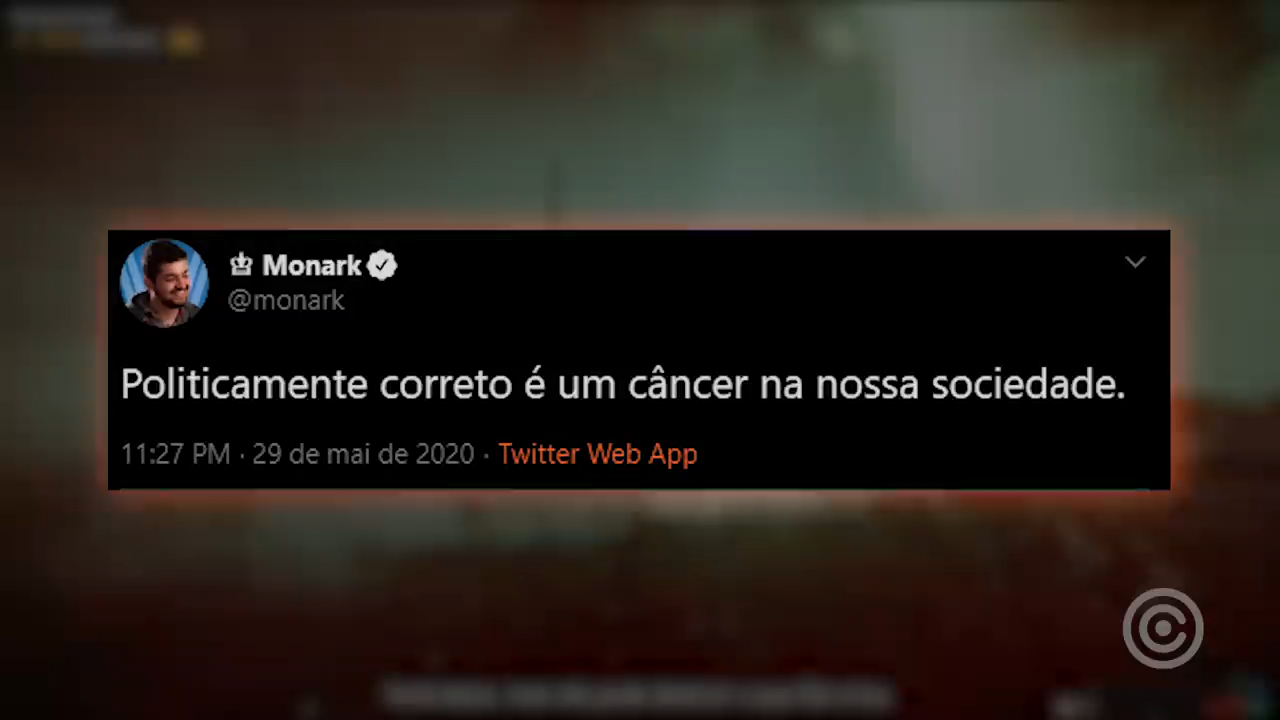 Monark
@monark
Politicamente correto é um câncer na nossa sociedade.
11:27 PM · 29 de mai de 2020 · Twitter Web App